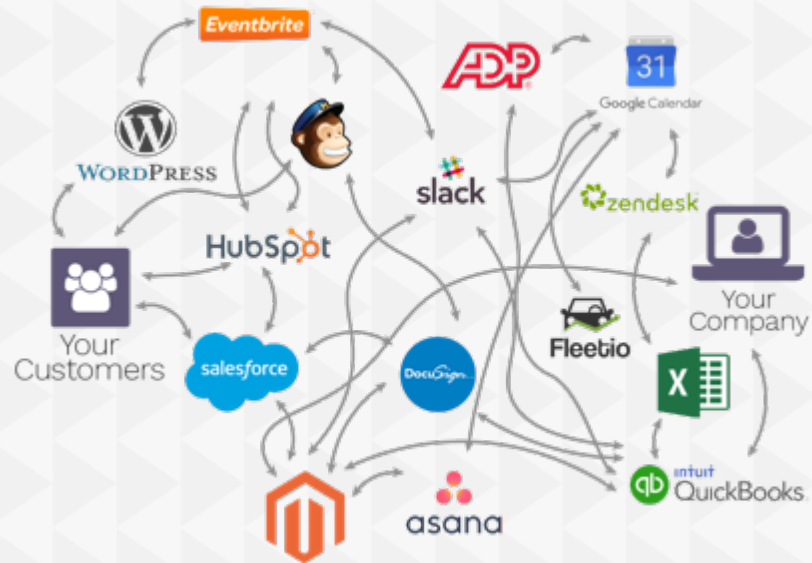 Eventbrite
ADP
31
Google Calendar
WORDPRESS
slack
zendesk
HubSpot
Your
Customers
salesforce
DocuSign
Fleetio
Your
Company
X
asana
qb
intuit
QuickBooks